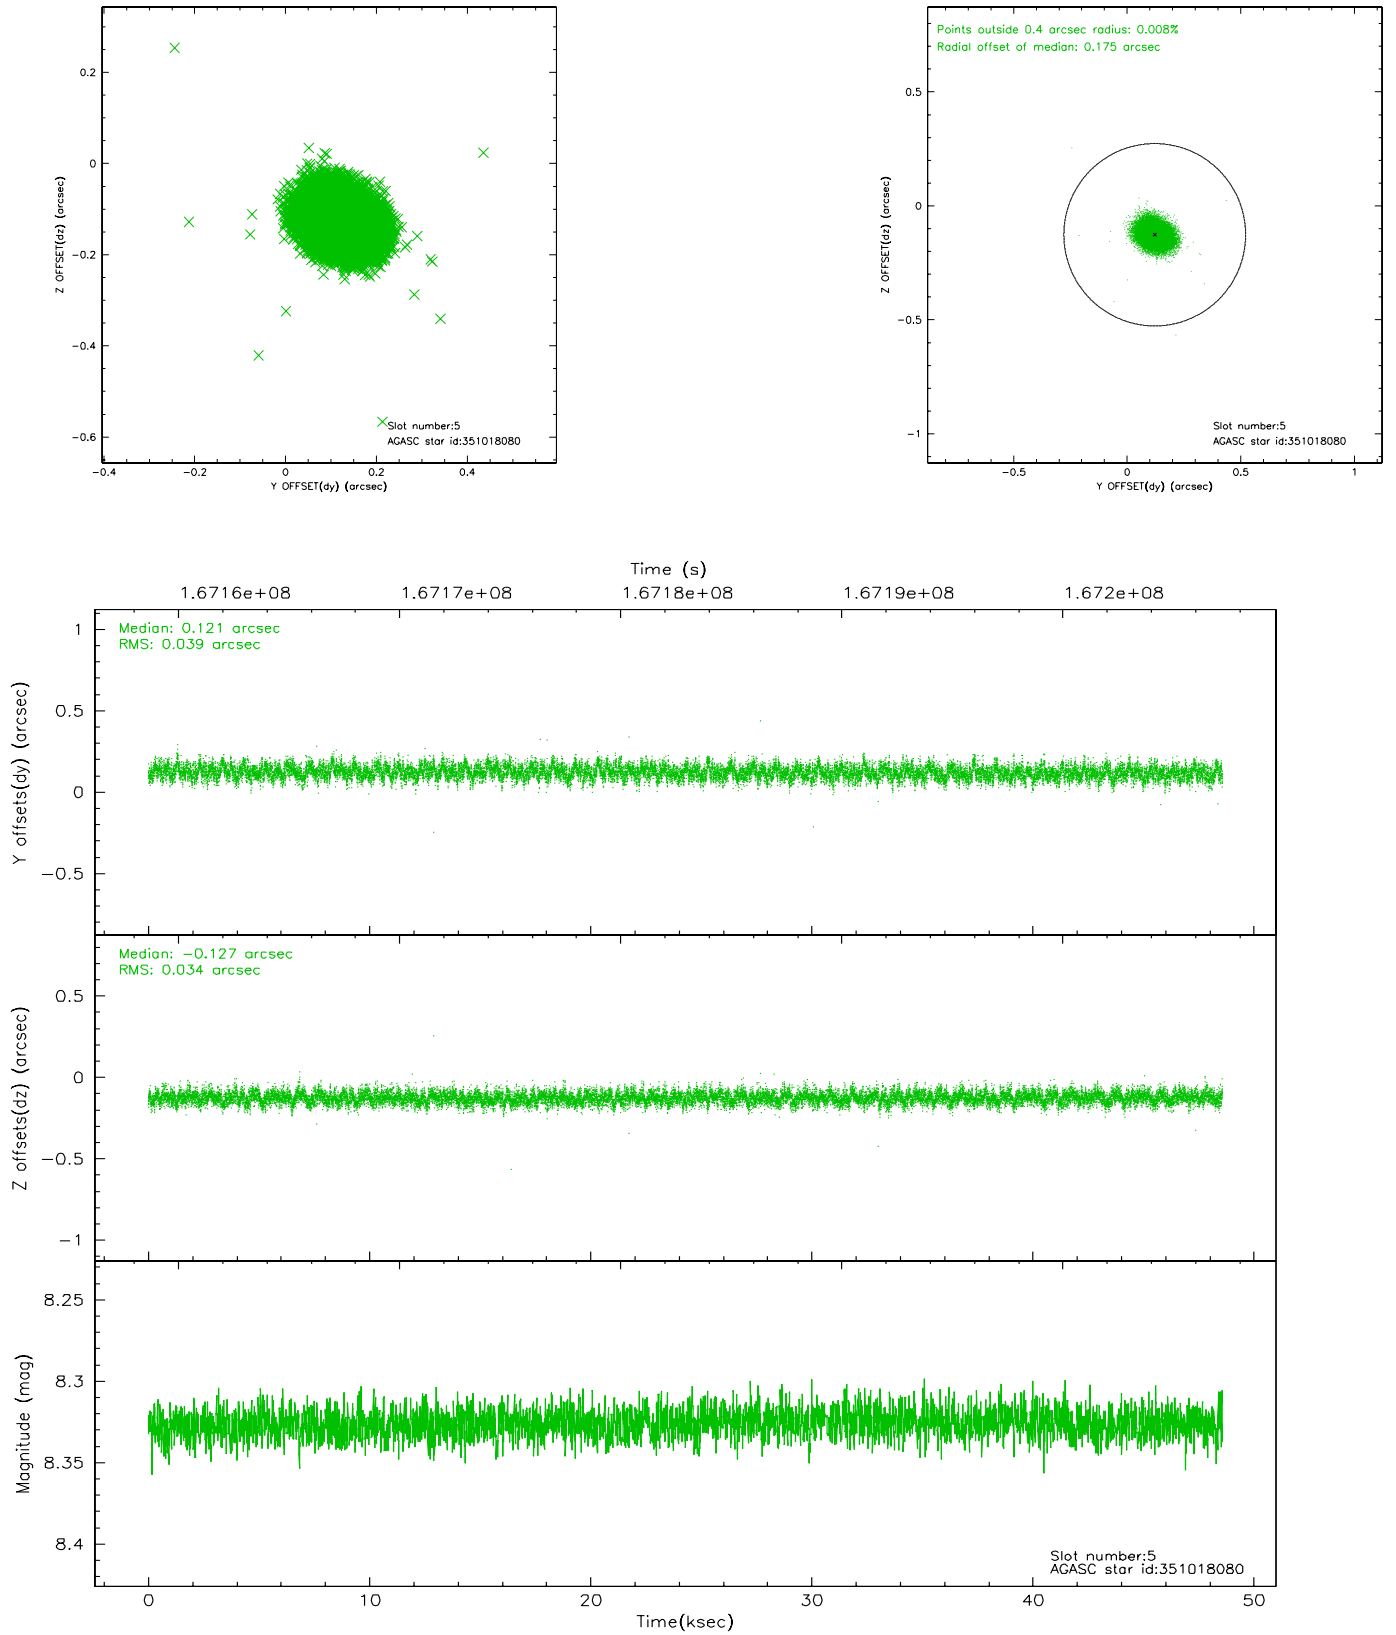 0.2
0
−0.2
−0.4
−0.6
Z OFFSET(dz) (arcsec)
−0.4
−0.2
0
0.2
0.4
Y OFFSET(dy) (arcsec)
Slot number:5
AGASC star id:351018080
Points outside 0.4 arcsec radius: 0.008%
Radial offset of median: 0.175 arcsec
0.5
0
−0.5
−1
Z OFFSET(dz) (arcsec)
−0.5
0
0.5
1
Y OFFSET(dy) (arcsec)
Slot number:5
AGASC star id:351018080
Time (s)
1.6716e+08
1.6717e+08
1.6718e+08
1.6719e+08
1.672e+08
Median: 0.121 arcsec
RMS: 0.039 arcsec
1
0.5
0
−0.5
Y offsets(dy) (arcsec)
Median: −0.127 arcsec
RMS: 0.034 arcsec
0.5
0
−0.5
−1
Z offsets(dz) (arcsec)
8.25
8.3
8.35
8.4
Magnitude (mag)
Slot number:5
AGASC star id:351018080
0
10
20
30
40
50
Time(ksec)